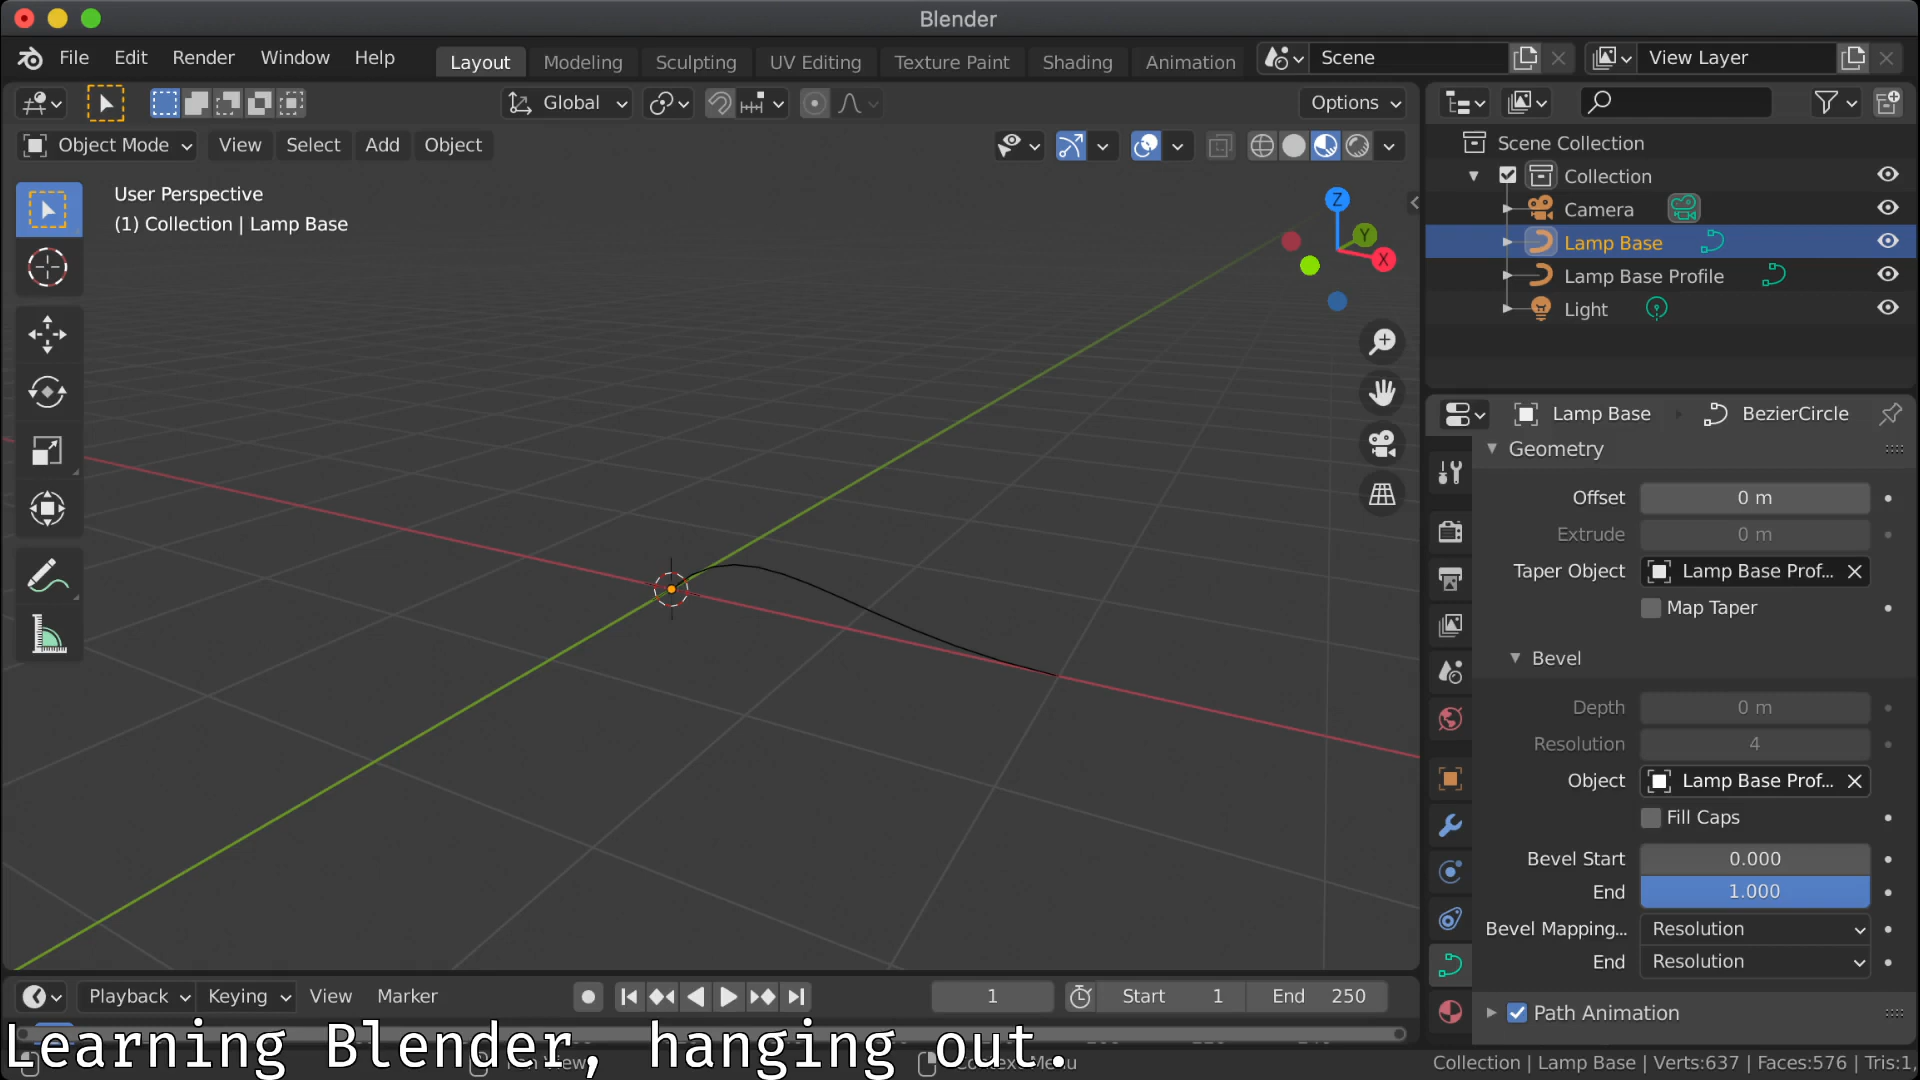 Blender
File Edit Render Window Help Layout Modeling Sculpting UV Editing Texture Paint Shading Animation Scene View Layer
Global Options
Object Mode View Select Add Object
User Perspective
(1) Collection | Lamp Base
Z
Y
X
Scene Collection
Collection
Camera
Lamp Base
Lamp Base Profile
Light
Lamp Base BezierCircle
Geometry
Offset 0 m
Extrude 0 m
Taper Object Lamp Base Prof...
Map Taper
Bevel
Depth 0 m
Resolution 4
Object Lamp Base Prof...
Fill Caps
Bevel Start 0.000
End 1.000
Bevel Mapping... Resolution
End Resolution
Path Animation
Playback Keying View Marker 1 Start 1 End 250
Learning Blender, hanging out.
Collection | Lamp Base | Verts:637 | Faces:576 | Tris:1,